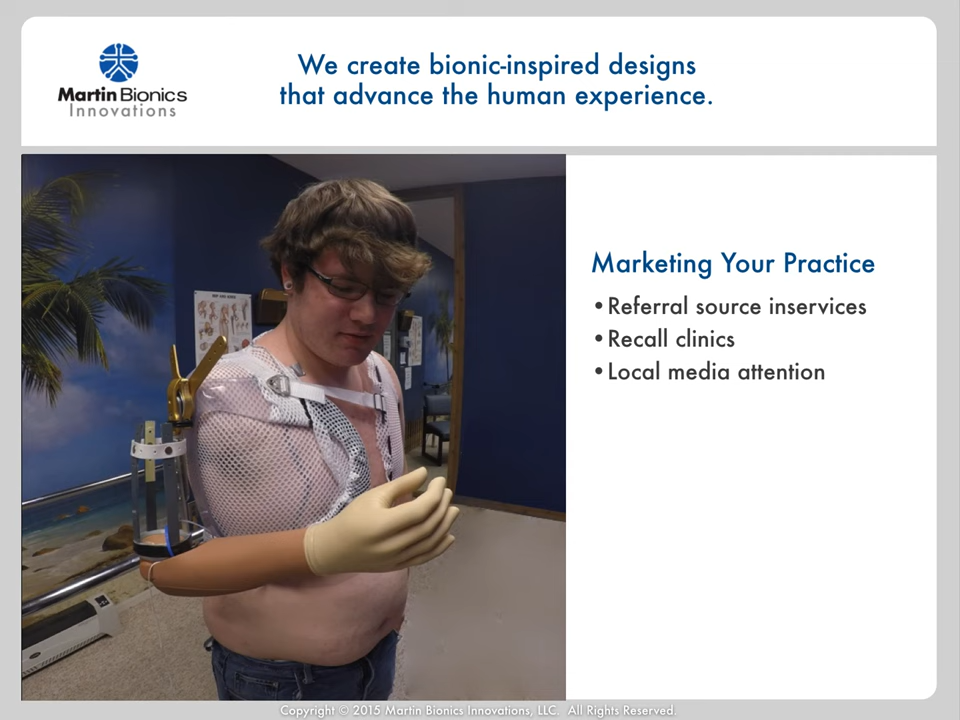 Martin Bionics
Innovations
We create bionic-inspired designs
that advance the human experience.
Marketing Your Practice
•Referral source inservices
•Recall clinics
•Local media attention
Copyright © 2015 Martin Bionics Innovations, LLC.  All Rights Reserved.